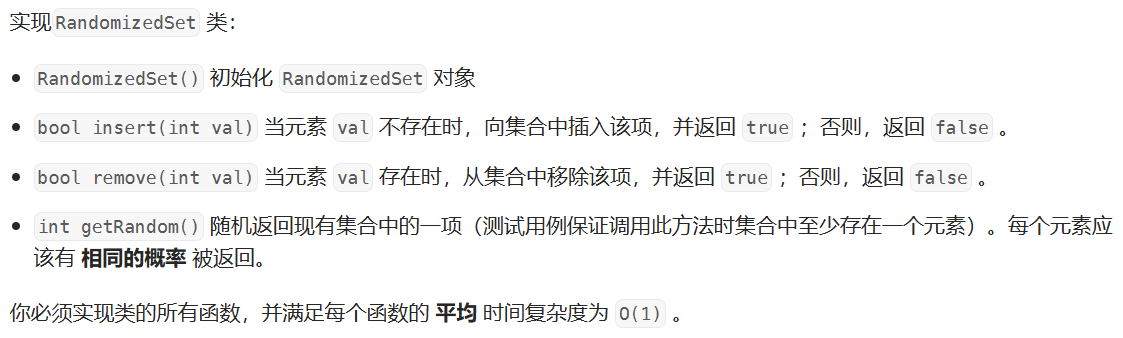 实现RandomizedSet 类：
• RandomizedSet() 初始化 RandomizedSet 对象
• bool insert(int val) 当元素 val 不存在时，向集合中插入该项，并返回 true ；否则，返回 false 。
• bool remove(int val) 当元素 val 存在时，从集合中移除该项，并返回 true ；否则，返回 false 。
• int getRandom() 随机返回现有集合中的一项（测试用例保证调用此方法时集合中至少存在一个元素）。每个元素应
该有 相同的概率 被返回。
你必须实现类的所有函数，并满足每个函数的 平均 时间复杂度为 O(1) 。